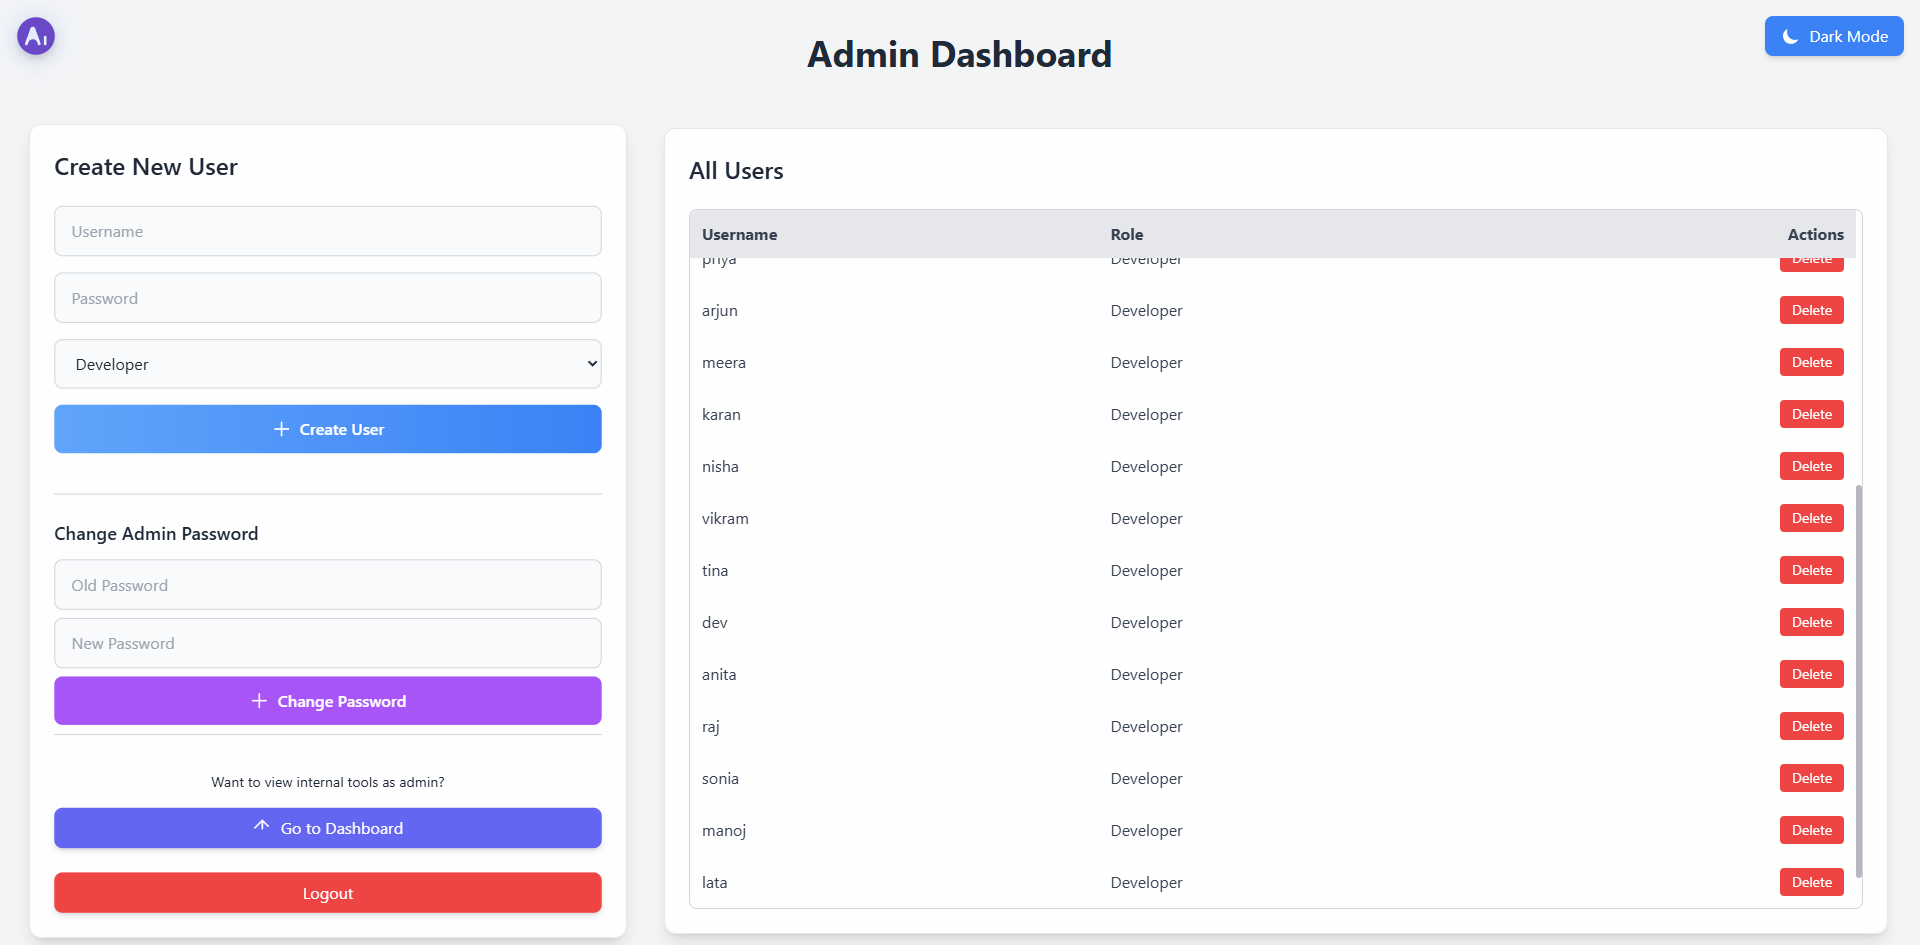 AI
Admin Dashboard
Dark Mode
Create New User
Username
Password
Developer
Create User
Change Admin Password
Old Password
New Password
Change Password
Want to view internal tools as admin?
Go to Dashboard
Logout
All Users
Username Role Actions
priya Developer Delete
arjun Developer Delete
meera Developer Delete
karan Developer Delete
nisha Developer Delete
vikram Developer Delete
tina Developer Delete
dev Developer Delete
anita Developer Delete
raj Developer Delete
sonia Developer Delete
manoj Developer Delete
lata Developer Delete